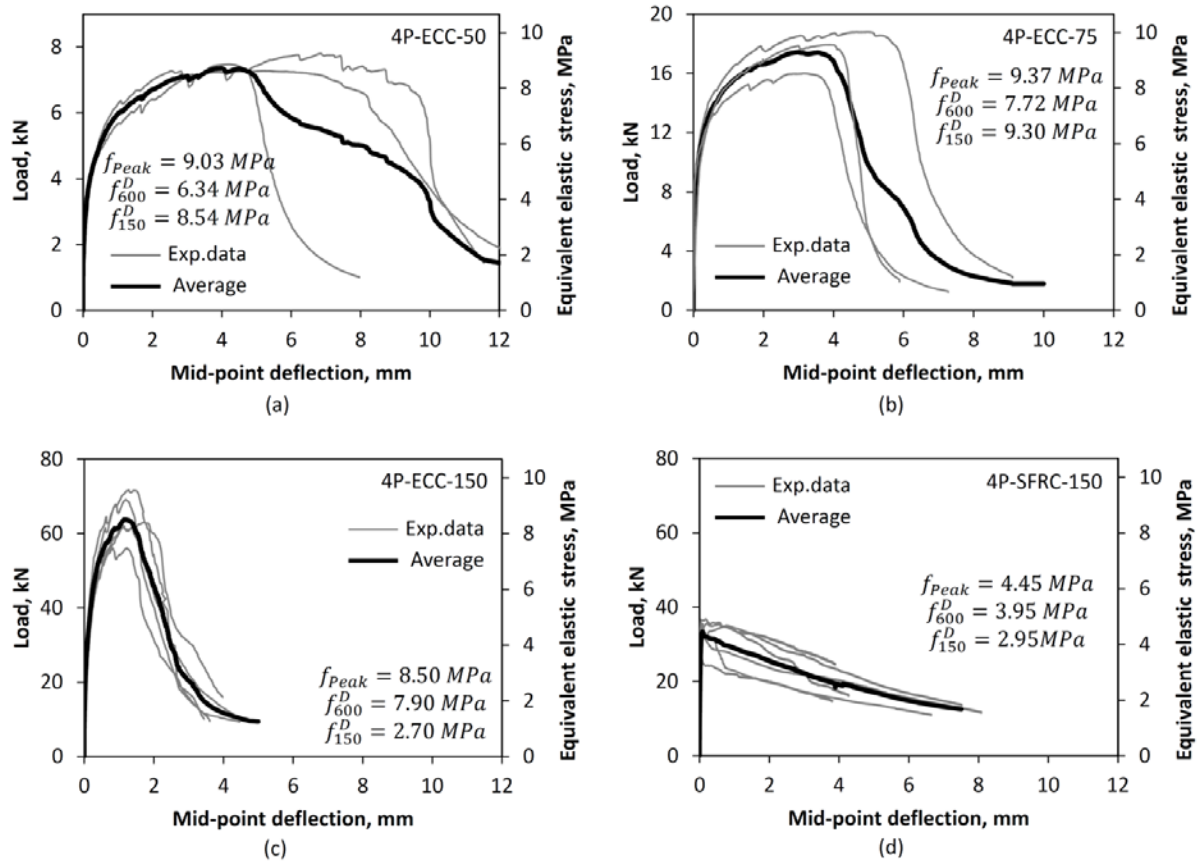 4P-ECC-50
Load, kN
8
6
4
2
0
10
8
6
4
2
0
Equivalent elastic stress, MPa
f_Peak = 9.03 MPa
f^D_600 = 6.34 MPa
f^D_150 = 8.54 MPa
Exp.data
Average
0 2 4 6 8 10 12
Mid-point deflection, mm
(a)
4P-ECC-75
Load, kN
20
16
12
8
4
0
10
8
6
4
2
0
Equivalent elastic stress, MPa
f_Peak = 9.37 MPa
f^D_600 = 7.72 MPa
f^D_150 = 9.30 MPa
Exp.data
Average
0 2 4 6 8 10 12
Mid-point deflection, mm
(b)
4P-ECC-150
Load, kN
80
60
40
20
0
10
8
6
4
2
0
Equivalent elastic stress, MPa
Exp.data
Average
f_Peak = 8.50 MPa
f^D_600 = 7.90 MPa
f^D_150 = 2.70 MPa
0 2 4 6 8 10 12
Mid-point deflection, mm
(c)
4P-SFRC-150
Load, kN
80
60
40
20
0
10
8
6
4
2
0
Equivalent elastic stress, MPa
Exp.data
Average
f_Peak = 4.45 MPa
f^D_600 = 3.95 MPa
f^D_150 = 2.95MPa
0 2 4 6 8 10 12
Mid-point deflection, mm
(d)